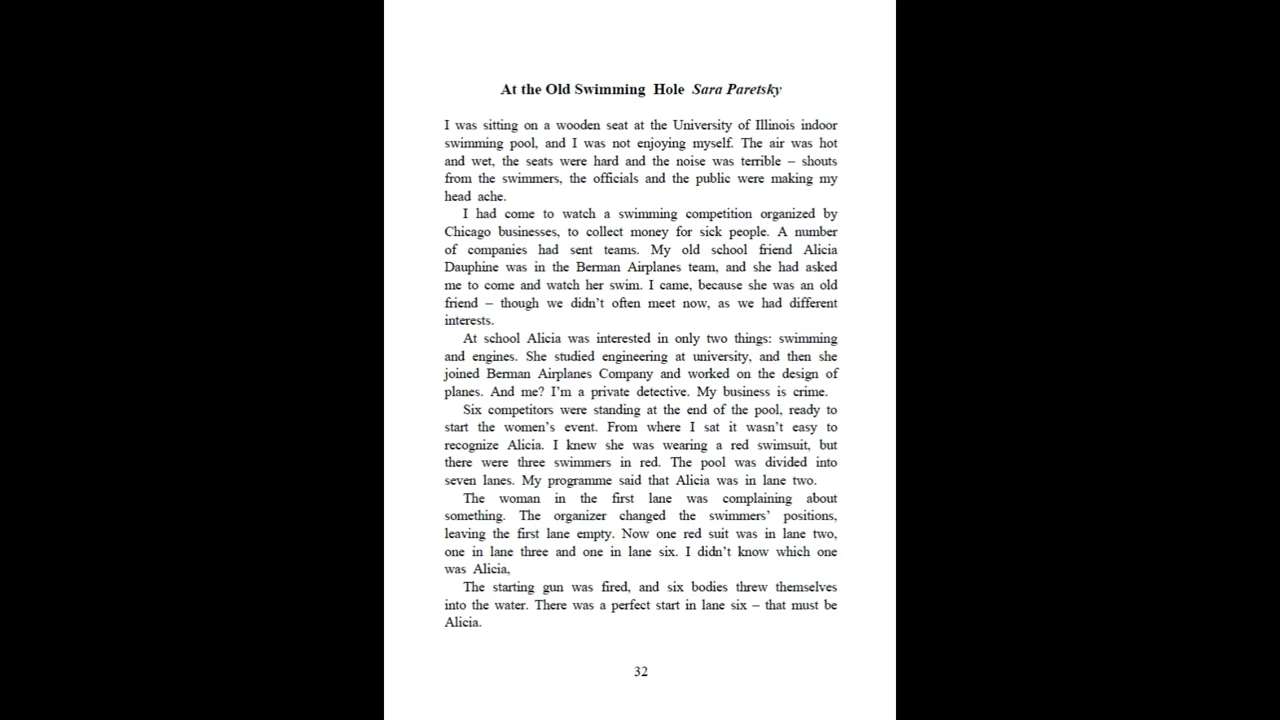 At the Old Swimming Hole Sara Paretsky
I was sitting on a wooden seat at the University of Illinois indoor
swimming pool, and I was not enjoying myself. The air was hot
and wet, the seats were hard and the noise was terrible – shouts
from the swimmers, the officials and the public were making my
head ache.
I had come to watch a swimming competition organized by
Chicago businesses, to collect money for sick people. A number
of companies had sent teams. My old school friend Alicia
Dauphine was in the Berman Airplanes team, and she had asked
me to come and watch her swim. I came, because she was an old
friend – though we didn't often meet now, as we had different
interests.
At school Alicia was interested in only two things: swimming
and engines. She studied engineering at university, and then she
joined Berman Airplanes Company and worked on the design of
planes. And me? I'm a private detective. My business is crime.
Six competitors were standing at the end of the pool, ready to
start the women's event. From where I sat it wasn't easy to
recognize Alicia. I knew she was wearing a red swimsuit, but
there were three swimmers in red. The pool was divided into
seven lanes. My programme said that Alicia was in lane two.
The woman in the first lane was complaining about
something. The organizer changed the swimmers' positions,
leaving the first lane empty. Now one red suit was in lane two,
one in lane three and one in lane six. I didn't know which one
was Alicia,
The starting gun was fired, and six bodies threw themselves
into the water. There was a perfect start in lane six – that must be
Alicia.
32